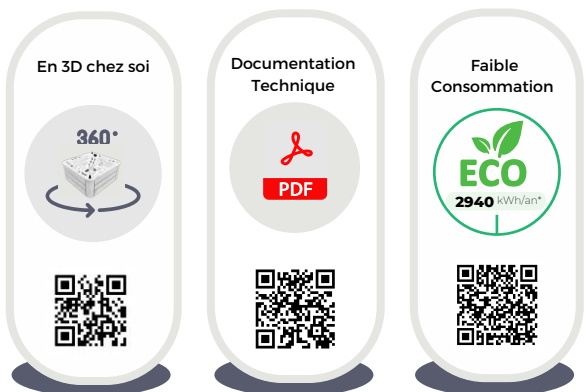 En 3D chez soi
360°
Documentation
Technique
PDF
Faible
Consommation
ECO
2940 kWh/an*